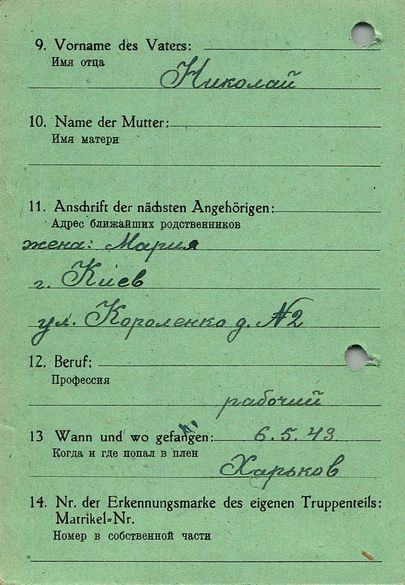 9. Vorname des Vaters:
Имя отца
Николай
10. Name der Mutter:
Имя матери
11. Anschrift der nächsten Angehörigen:
Адрес ближайших родственников
жена: Мария
г. Киев
ул. Короленко д. №2
12. Beruf:
Профессия
рабочий
13 Wann und wo gefangen: 6.5.43
Когда и где попал в плен
Харьков
14. Nr. der Erkennungsmarke des eigenen Truppenteils:
Matrikel=Nr.
Номер в собственной части